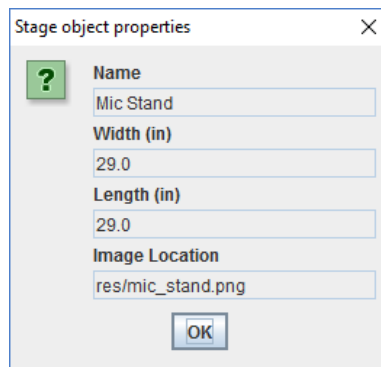 Stage object properties
?
Name
Mic Stand
Width (in)
29.0
Length (in)
29.0
Image Location
res/mic_stand.png
OK